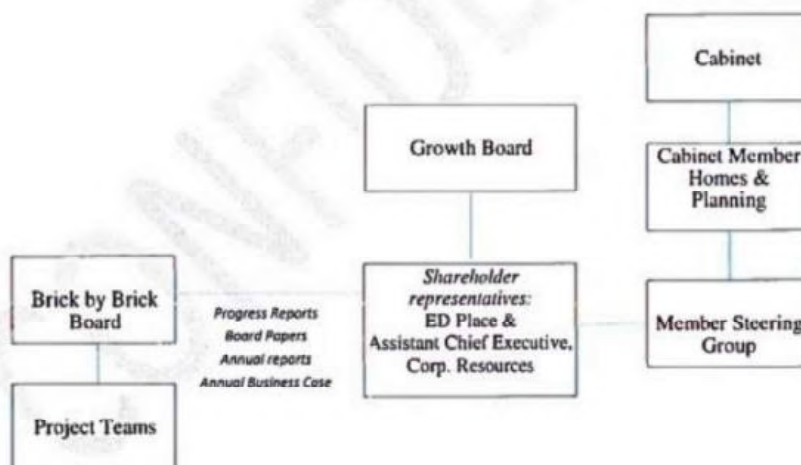 Cabinet
Growth Board
Cabinet Member
Homes &
Planning
Brick by Brick
Board
Progress Reports
Board Papers
Annual reports
Annual Business Case
Shareholder
representatives:
ED Place &
Assistant Chief Executive,
Corp. Resources
Member Steering
Group
Project Teams